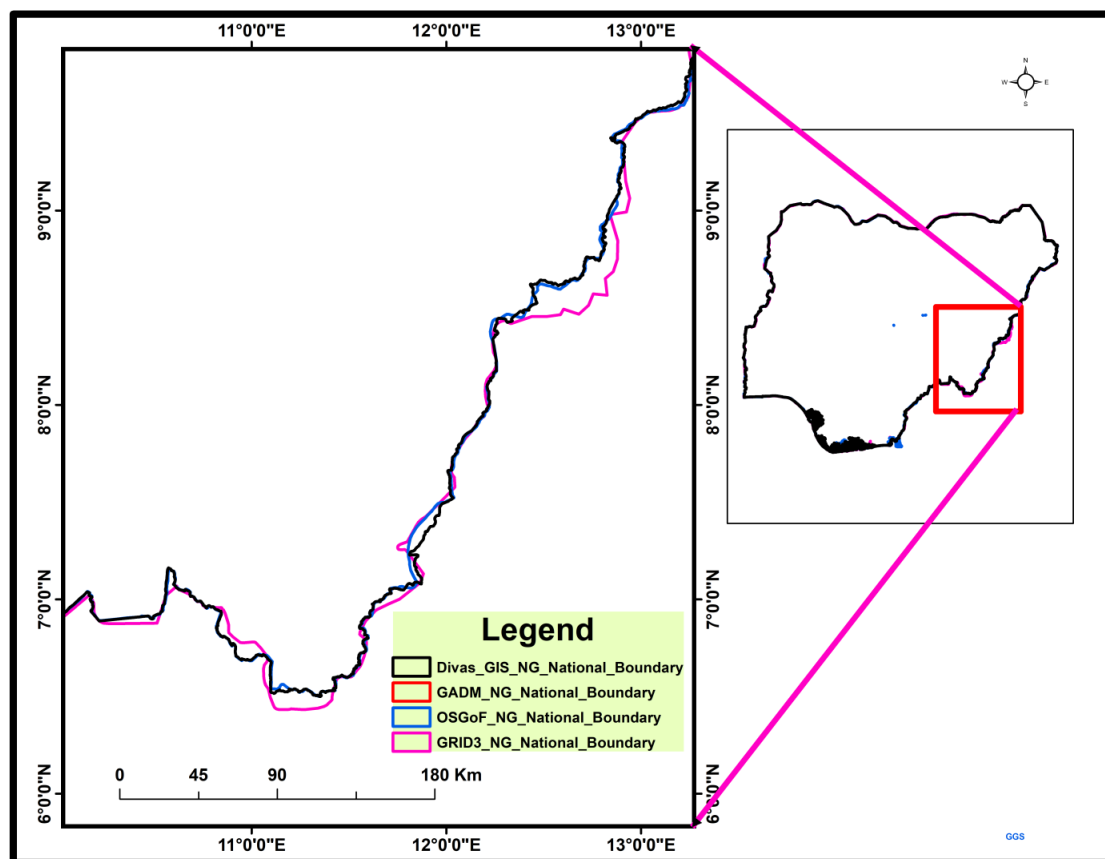 11°0'0"E 12°0'0"E 13°0'0"E
N
W E
S
9°0'0"N 9°0'0"N
8°0'0"N 8°0'0"N
7°0'0"N 7°0'0"N
6°0'0"N 6°0'0"N
Legend
Divas_GIS_NG_National_Boundary
GADM_NG_National_Boundary
OSGoF_NG_National_Boundary
GRID3_NG_National_Boundary
0 45 90 180 Km
11°0'0"E 12°0'0"E 13°0'0"E
GGS